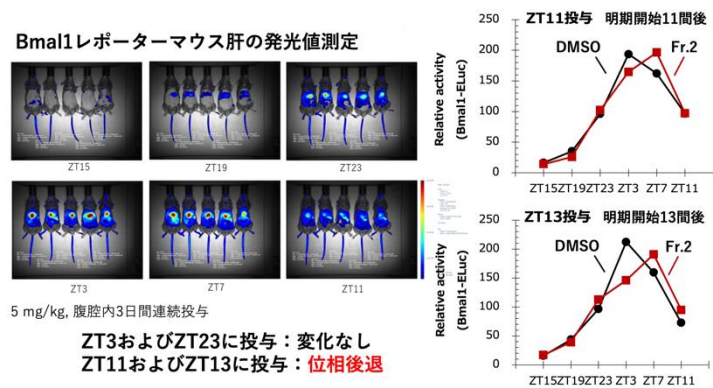 Bmal1レポーターマウス肝の発光値測定
ZT15
ZT19
ZT23
ZT3
ZT7
ZT11
5 mg/kg, 腹腔内3日間連続投与
ZT3およびZT23に投与：変化なし
ZT11およびZT13に投与：位相後退
ZT11投与 明期開始11間後
Relative activity
(Bmal1-ELuc)
250
200
150
100
50
0
DMSO
Fr.2
ZT15
ZT19
ZT23
ZT3
ZT7
ZT11
ZT13投与 明期開始13間後
Relative activity
(Bmal1-ELuc)
250
200
150
100
50
0
DMSO
Fr.2
ZT15
ZT19
ZT23
ZT3
ZT7
ZT11